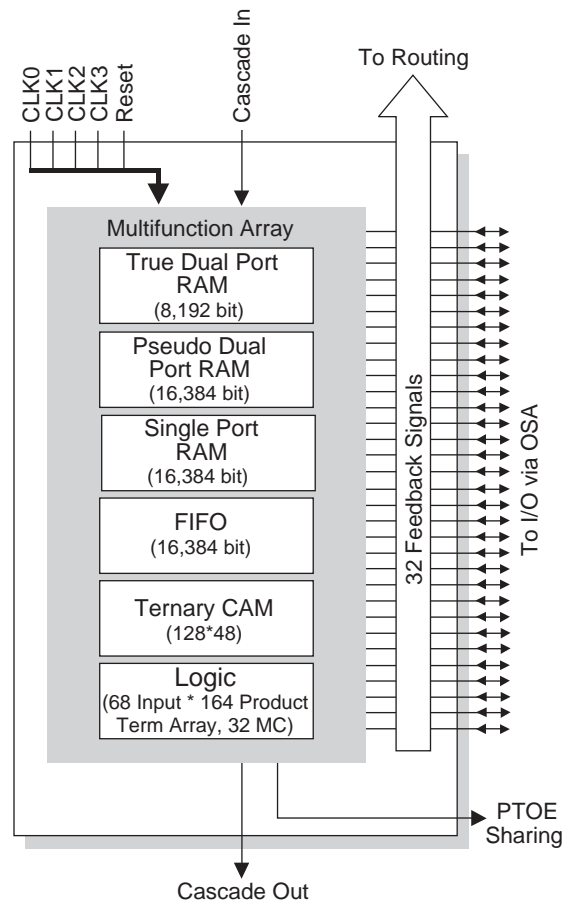 CLK0
CLK1
CLK2
CLK3
Reset
Cascade In
To Routing
Multifunction Array
True Dual Port
RAM
(8,192 bit)
Pseudo Dual
Port RAM
(16,384 bit)
Single Port
RAM
(16,384 bit)
FIFO
(16,384 bit)
Ternary CAM
(128*48)
Logic
(68 Input * 164 Product
Term Array, 32 MC)
32 Feedback Signals
To I/O via OSA
PTOE
Sharing
Cascade Out